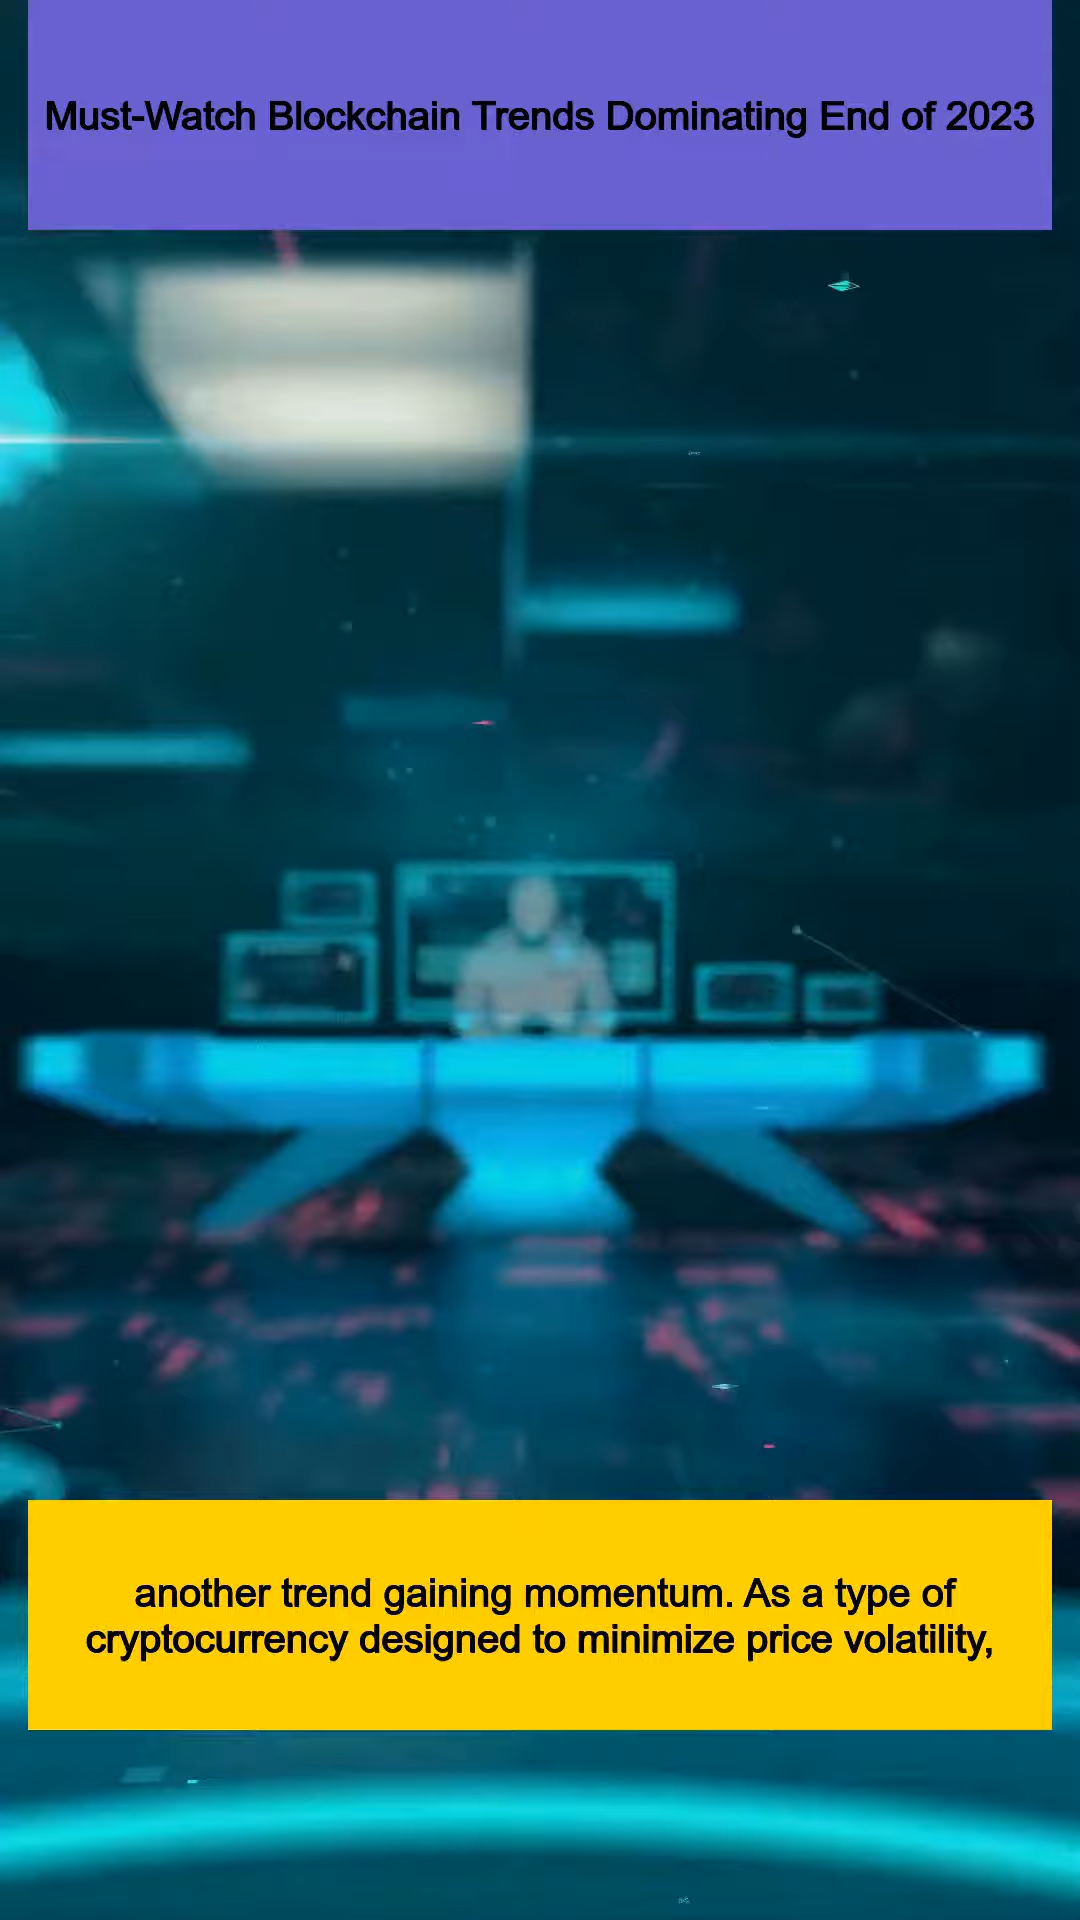 Must-Watch Blockchain Trends Dominating End of 2023
another trend gaining momentum. As a type of
cryptocurrency designed to minimize price volatility,